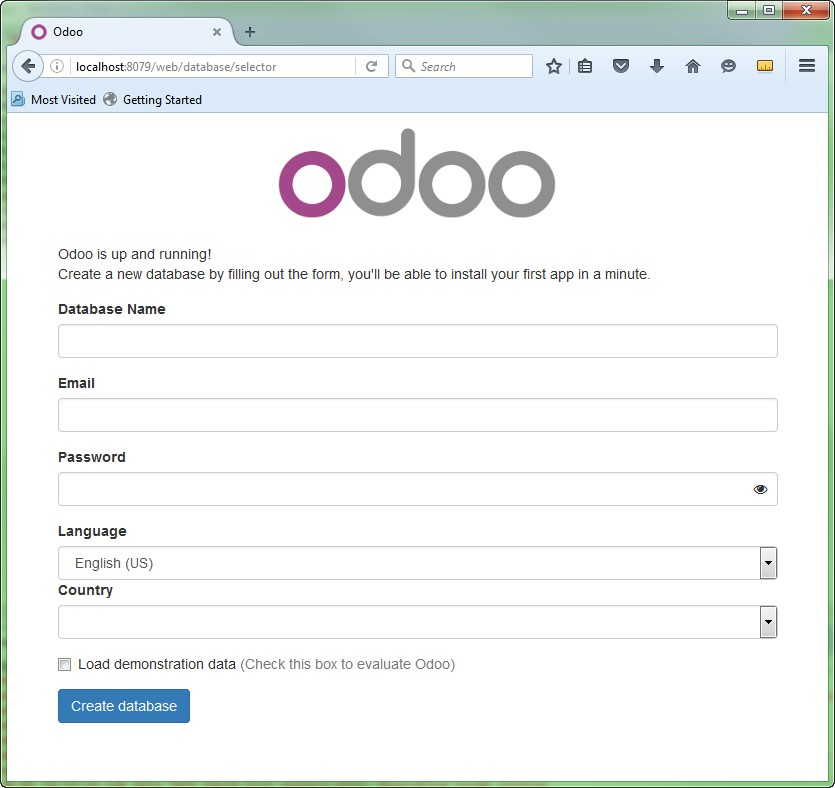 Odoo
localhost:8079/web/database/selector
Search
Most Visited
Getting Started
odoo
Odoo is up and running!
Create a new database by filling out the form, you'll be able to install your first app in a minute.
Database Name
Email
Password
Language
English (US)
Country
Load demonstration data (Check this box to evaluate Odoo)
Create database